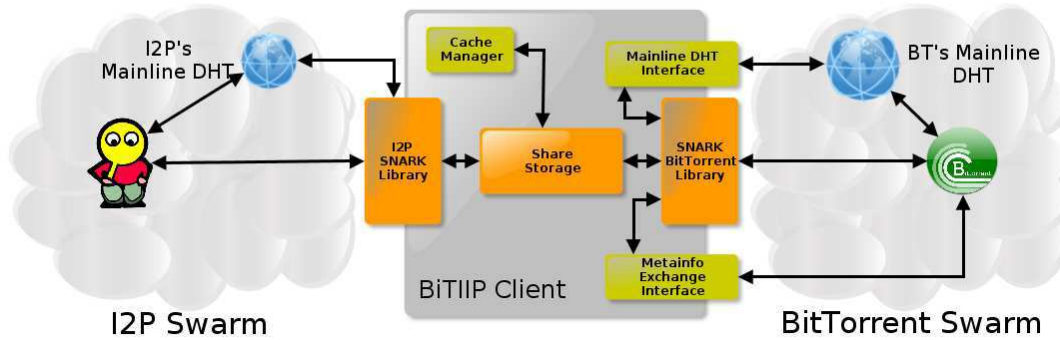 I2P's
Mainline DHT
Cache
Manager
Mainline DHT
Interface
BT's Mainline
DHT
I2P
SNARK
Library
Share
Storage
SNARK
BitTorrent
Library
BitTorrent
Metainfo
Exchange
Interface
BiTIIP Client
I2P Swarm
BitTorrent Swarm